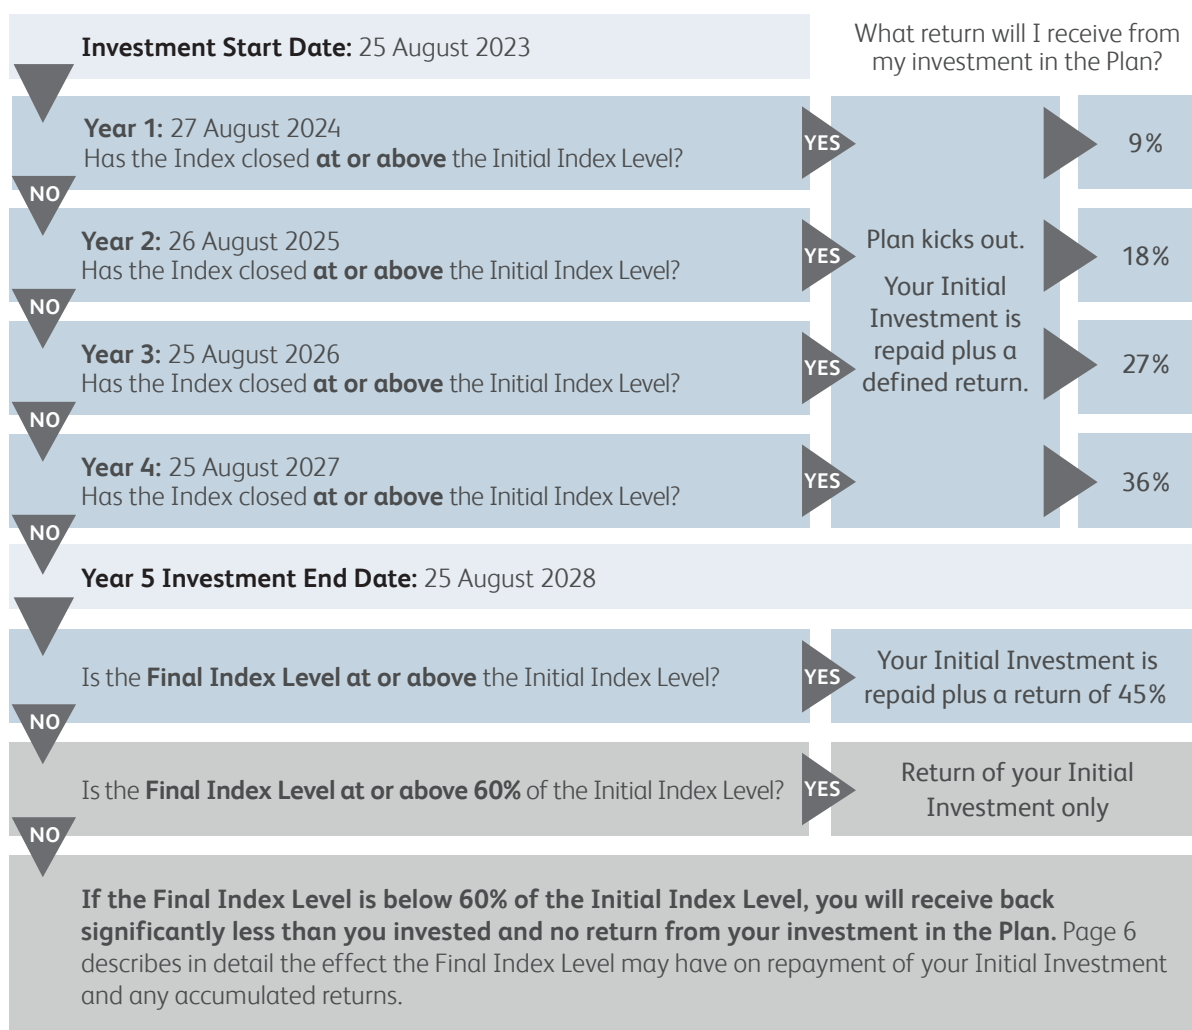 Investment Start Date: 25 August 2023
What return will I receive from
my investment in the Plan?
Year 1: 27 August 2024
Has the Index closed at or above the Initial Index Level?
YES
9%
NO
Year 2: 26 August 2025
Has the Index closed at or above the Initial Index Level?
YES
Plan kicks out.
Your Initial
Investment is
repaid plus a
defined return.
18%
NO
Year 3: 25 August 2026
Has the Index closed at or above the Initial Index Level?
YES
27%
NO
Year 4: 25 August 2027
Has the Index closed at or above the Initial Index Level?
YES
36%
NO
Year 5 Investment End Date: 25 August 2028
Is the Final Index Level at or above the Initial Index Level?
YES
Your Initial Investment is
repaid plus a return of 45%
NO
Is the Final Index Level at or above 60% of the Initial Index Level?
YES
Return of your Initial
Investment only
NO
If the Final Index Level is below 60% of the Initial Index Level, you will receive back
significantly less than you invested and no return from your investment in the Plan. Page 6
describes in detail the effect the Final Index Level may have on repayment of your Initial Investment
and any accumulated returns.